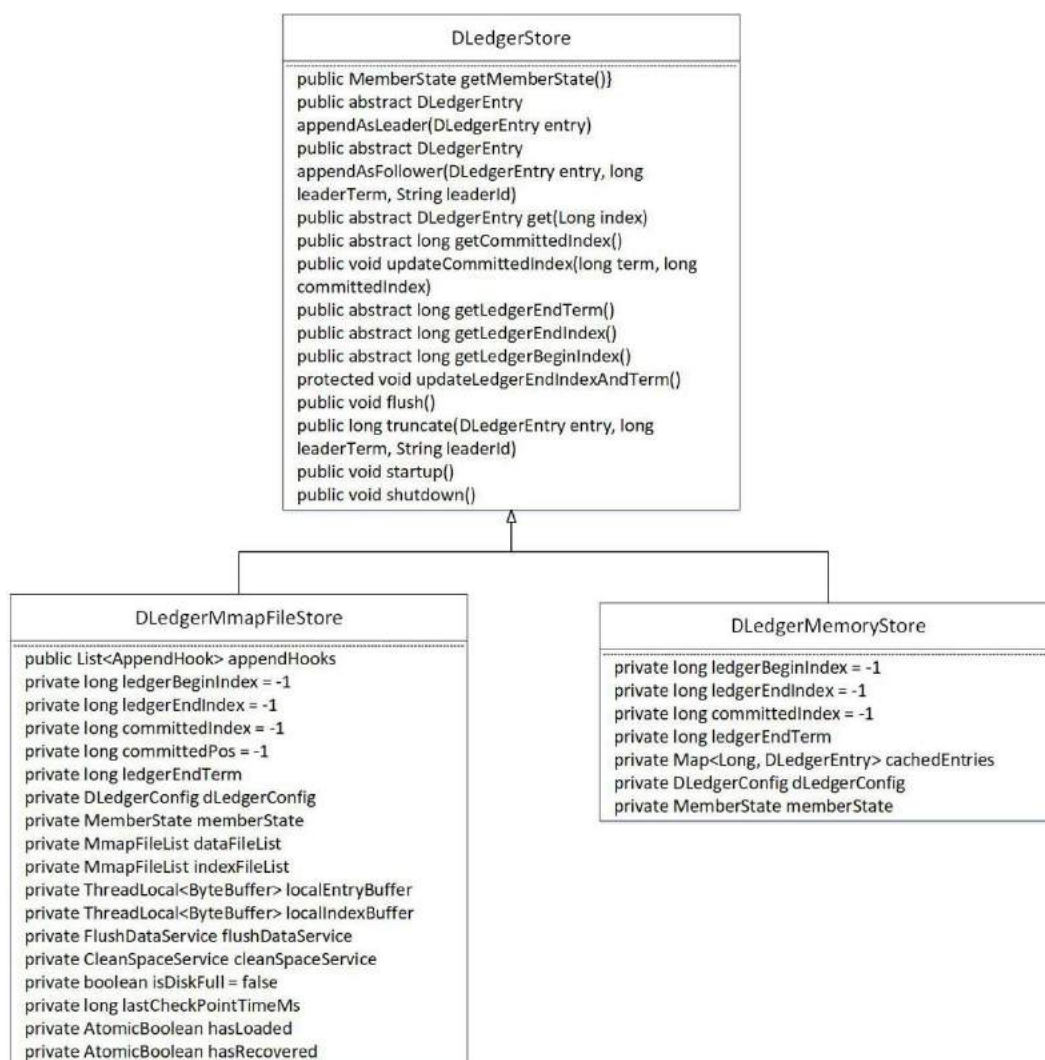 DLedgerStore
public MemberState getMemberState()}
public abstract DLedgerEntry
appendAsLeader(DLedgerEntry entry)
public abstract DLedgerEntry
appendAsFollower(DLedgerEntry entry, long
leaderTerm, String leaderId)
public abstract DLedgerEntry get(Long index)
public abstract long getCommittedIndex()
public void updateCommittedIndex(long term, long
committedIndex)
public abstract long getLedgerEndTerm()
public abstract long getLedgerEndIndex()
public abstract long getLedgerBeginIndex()
protected void updateLedgerEndIndexAndTerm()
public void flush()
public long truncate(DLedgerEntry entry, long
leaderTerm, String leaderId)
public void startup()
public void shutdown()
DLedgerMmapFileStore
public List<AppendHook> appendHooks
private long ledgerBeginIndex = -1
private long ledgerEndIndex = -1
private long committedIndex = -1
private long committedPos = -1
private long ledgerEndTerm
private DLedgerConfig dLedgerConfig
private MemberState memberState
private MmapFileList dataFileList
private MmapFileList indexFileList
private ThreadLocal<ByteBuffer> localEntryBuffer
private ThreadLocal<ByteBuffer> localIndexBuffer
private FlushDataService flushDataService
private CleanSpaceService cleanSpaceService
private boolean isDiskFull = false
private long lastCheckPointTimeMs
private AtomicBoolean hasLoaded
private AtomicBoolean hasRecovered
DLedgerMemoryStore
private long ledgerBeginIndex = -1
private long ledgerEndIndex = -1
private long committedIndex = -1
private long ledgerEndTerm
private Map<Long, DLedgerEntry> cachedEntries
private DLedgerConfig dLedgerConfig
private MemberState memberState